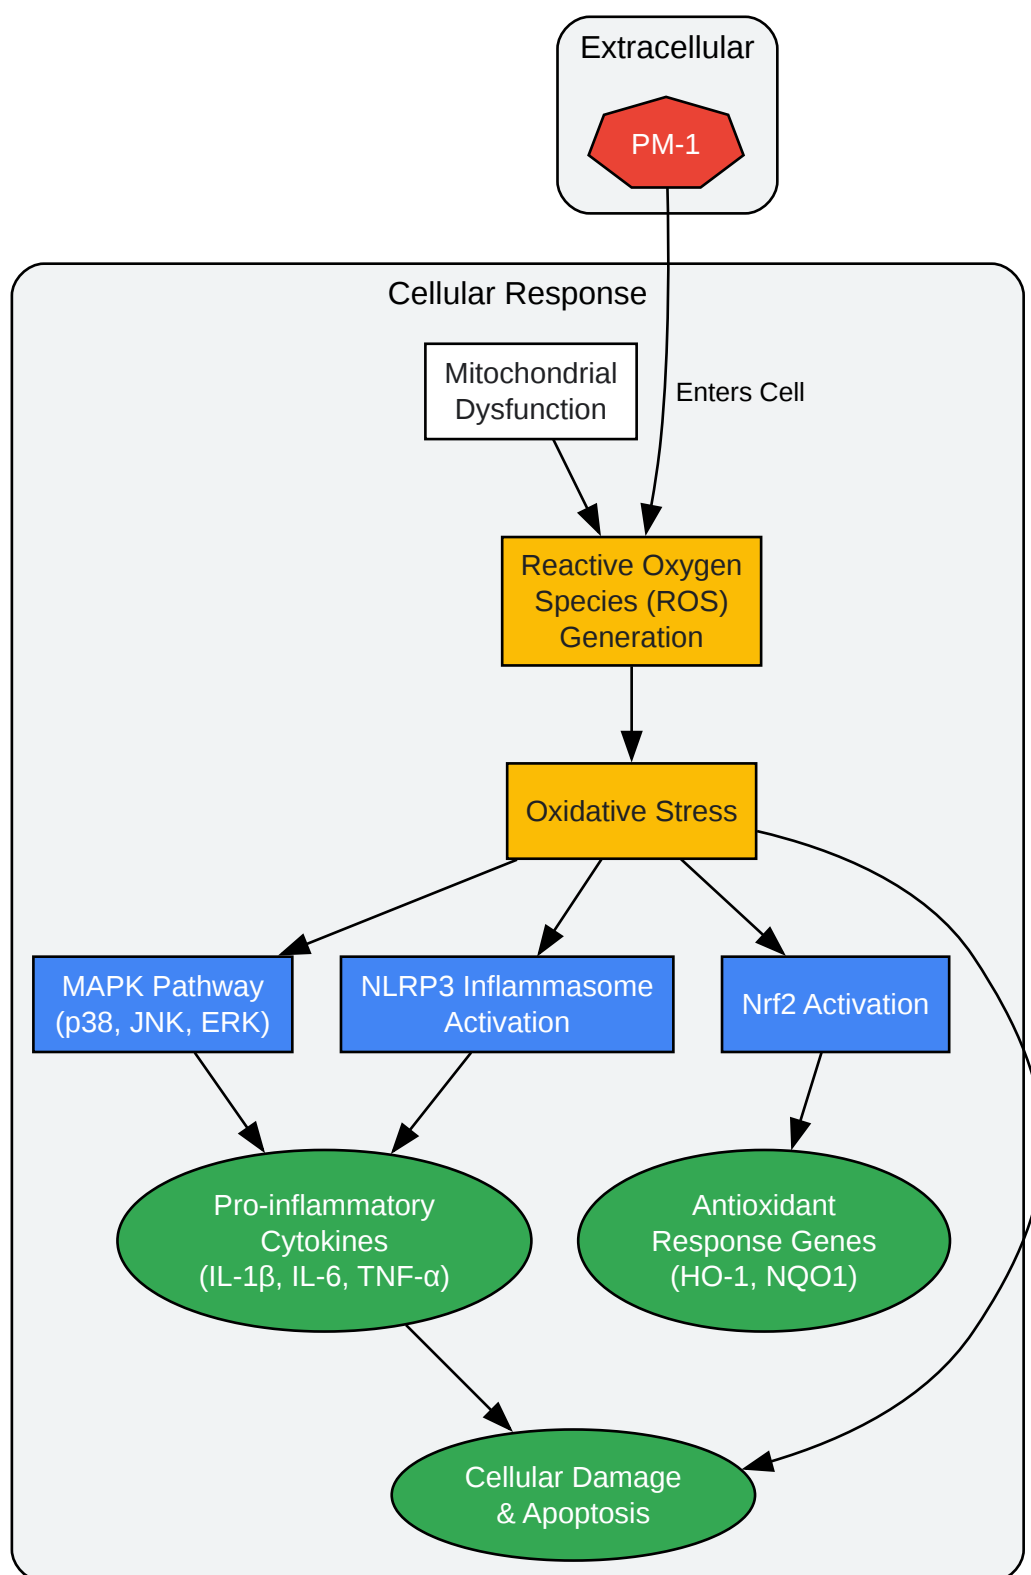 Extracellular
PM-1
Cellular Response
Mitochondrial
Dysfunction
Enters Cell
Reactive Oxygen
Species (ROS)
Generation
Oxidative Stress
MAPK Pathway
(p38, JNK, ERK)
NLRP3 Inflammasome
Activation
Nrf2 Activation
Pro-inflammatory
Cytokines
(IL-1β, IL-6, TNF-α)
Antioxidant
Response Genes
(HO-1, NQO1)
Cellular Damage
& Apoptosis